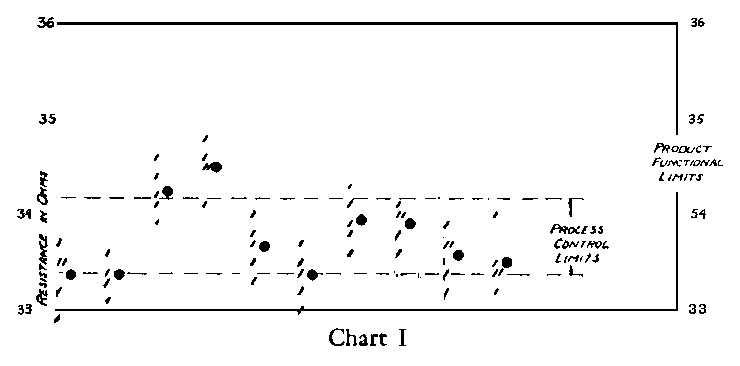 36
36
35
35
PRODUCT
FUNCTIONAL
LIMITS
RESISTANCE IN OHMS
34
54
PROCESS
CONTROL
LIMITS
33
33
Chart I